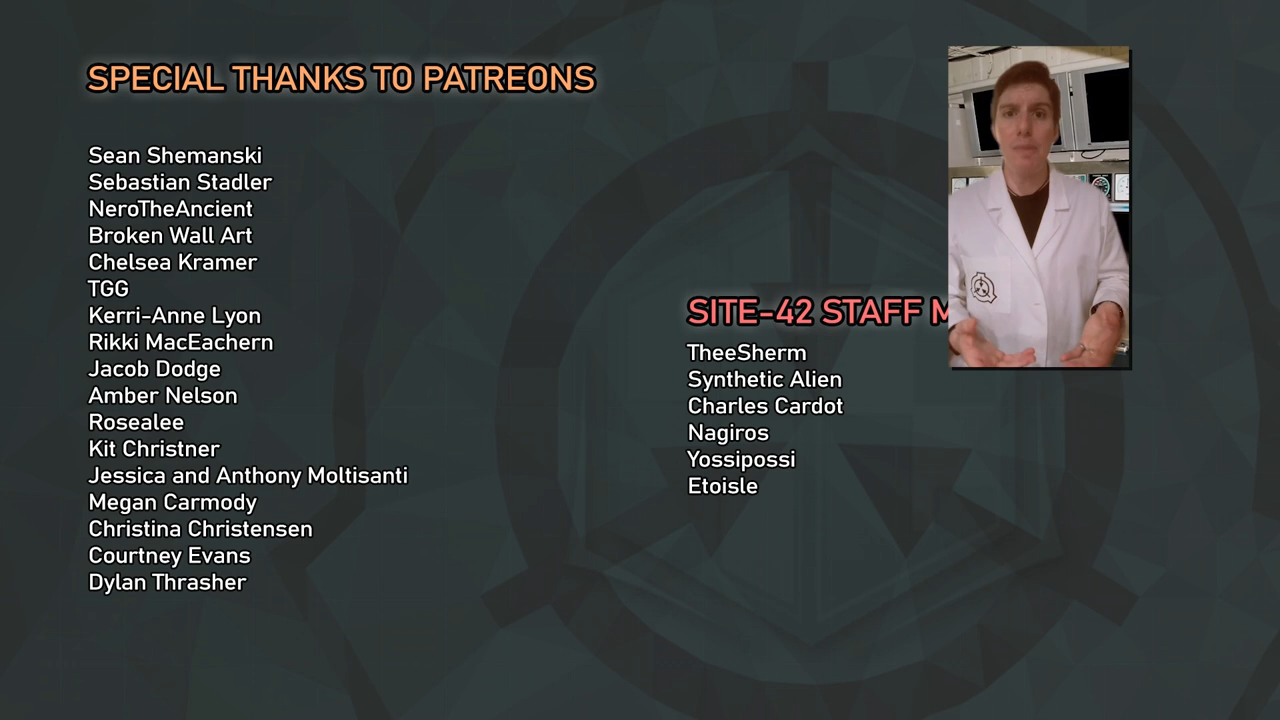 SPECIAL THANKS TO PATREONS
Sean Shemanski
Sebastian Stadler
NeroTheAncient
Broken Wall Art
Chelsea Kramer
TGG
Kerri-Anne Lyon
Rikki MacEachern
Jacob Dodge
Amber Nelson
Rosealee
Kit Christner
Jessica and Anthony Moltisanti
Megan Carmody
Christina Christensen
Courtney Evans
Dylan Thrasher
SITE-42 STAFF
TheeSherm
Synthetic Alien
Charles Cardot
Nagiros
Yossipossi
Etoisle